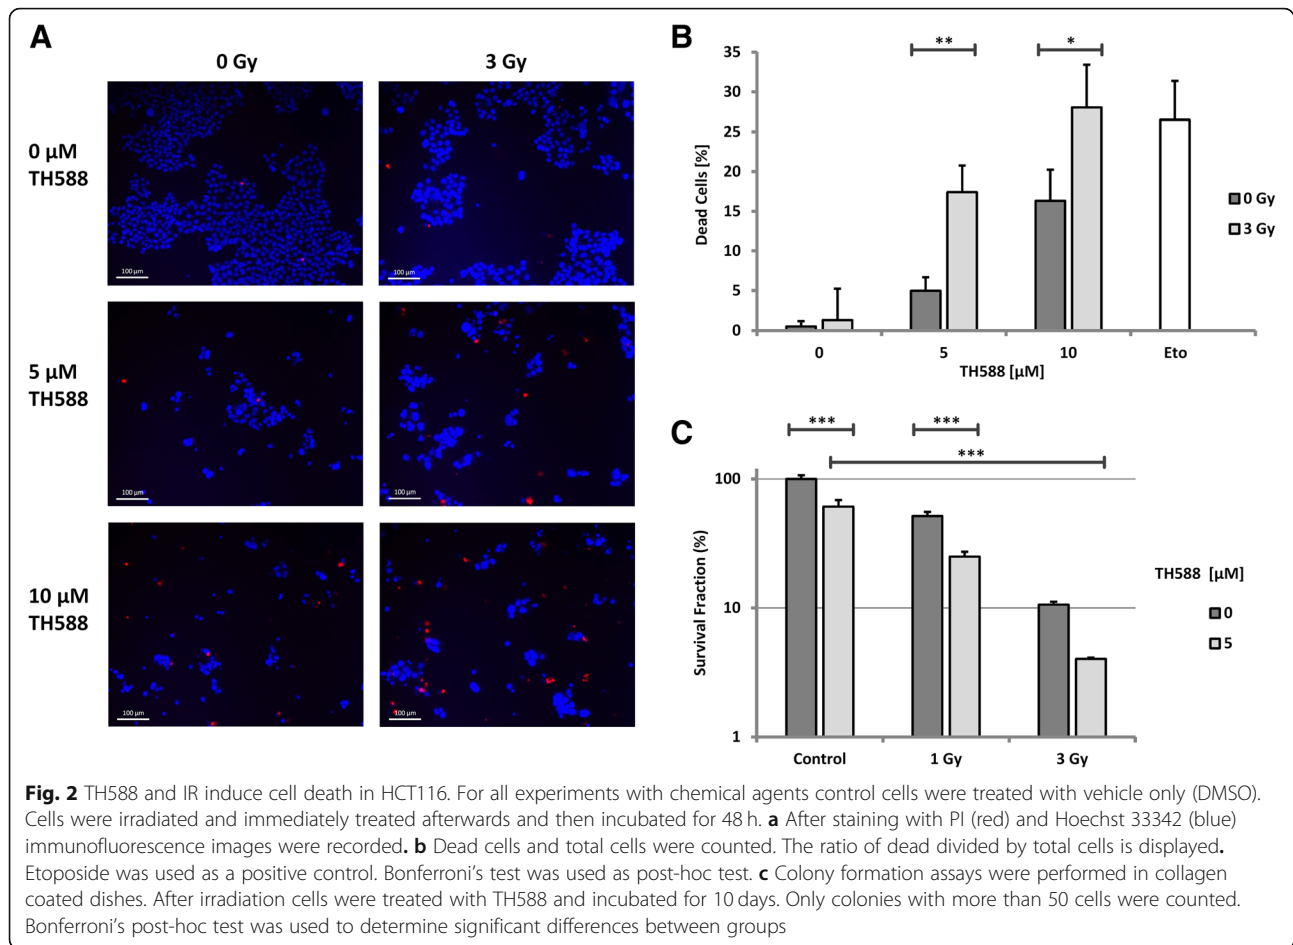 A
0 Gy
3 Gy
0 µM
TH588
100 µm
100 µm
5 µM
TH588
100 µm
100 µm
10 µM
TH588
100 µm
100 µm
B
**
*
35
30
25
20
15
10
5
0
Dead Cells [%]
0
5
10
Eto
TH588 [µM]
0 Gy
3 Gy
C
***
***
***
100
10
1
Survival Fraction (%)
Control
1 Gy
3 Gy
TH588 [µM]
0
5
Fig. 2 TH588 and IR induce cell death in HCT116. For all experiments with chemical agents control cells were treated with vehicle only (DMSO).
Cells were irradiated and immediately treated afterwards and then incubated for 48 h. a After staining with PI (red) and Hoechst 33342 (blue)
immunofluorescence images were recorded. b Dead cells and total cells were counted. The ratio of dead divided by total cells is displayed.
Etoposide was used as a positive control. Bonferroni's test was used as post-hoc test. c Colony formation assays were performed in collagen
coated dishes. After irradiation cells were treated with TH588 and incubated for 10 days. Only colonies with more than 50 cells were counted.
Bonferroni's post-hoc test was used to determine significant differences between groups